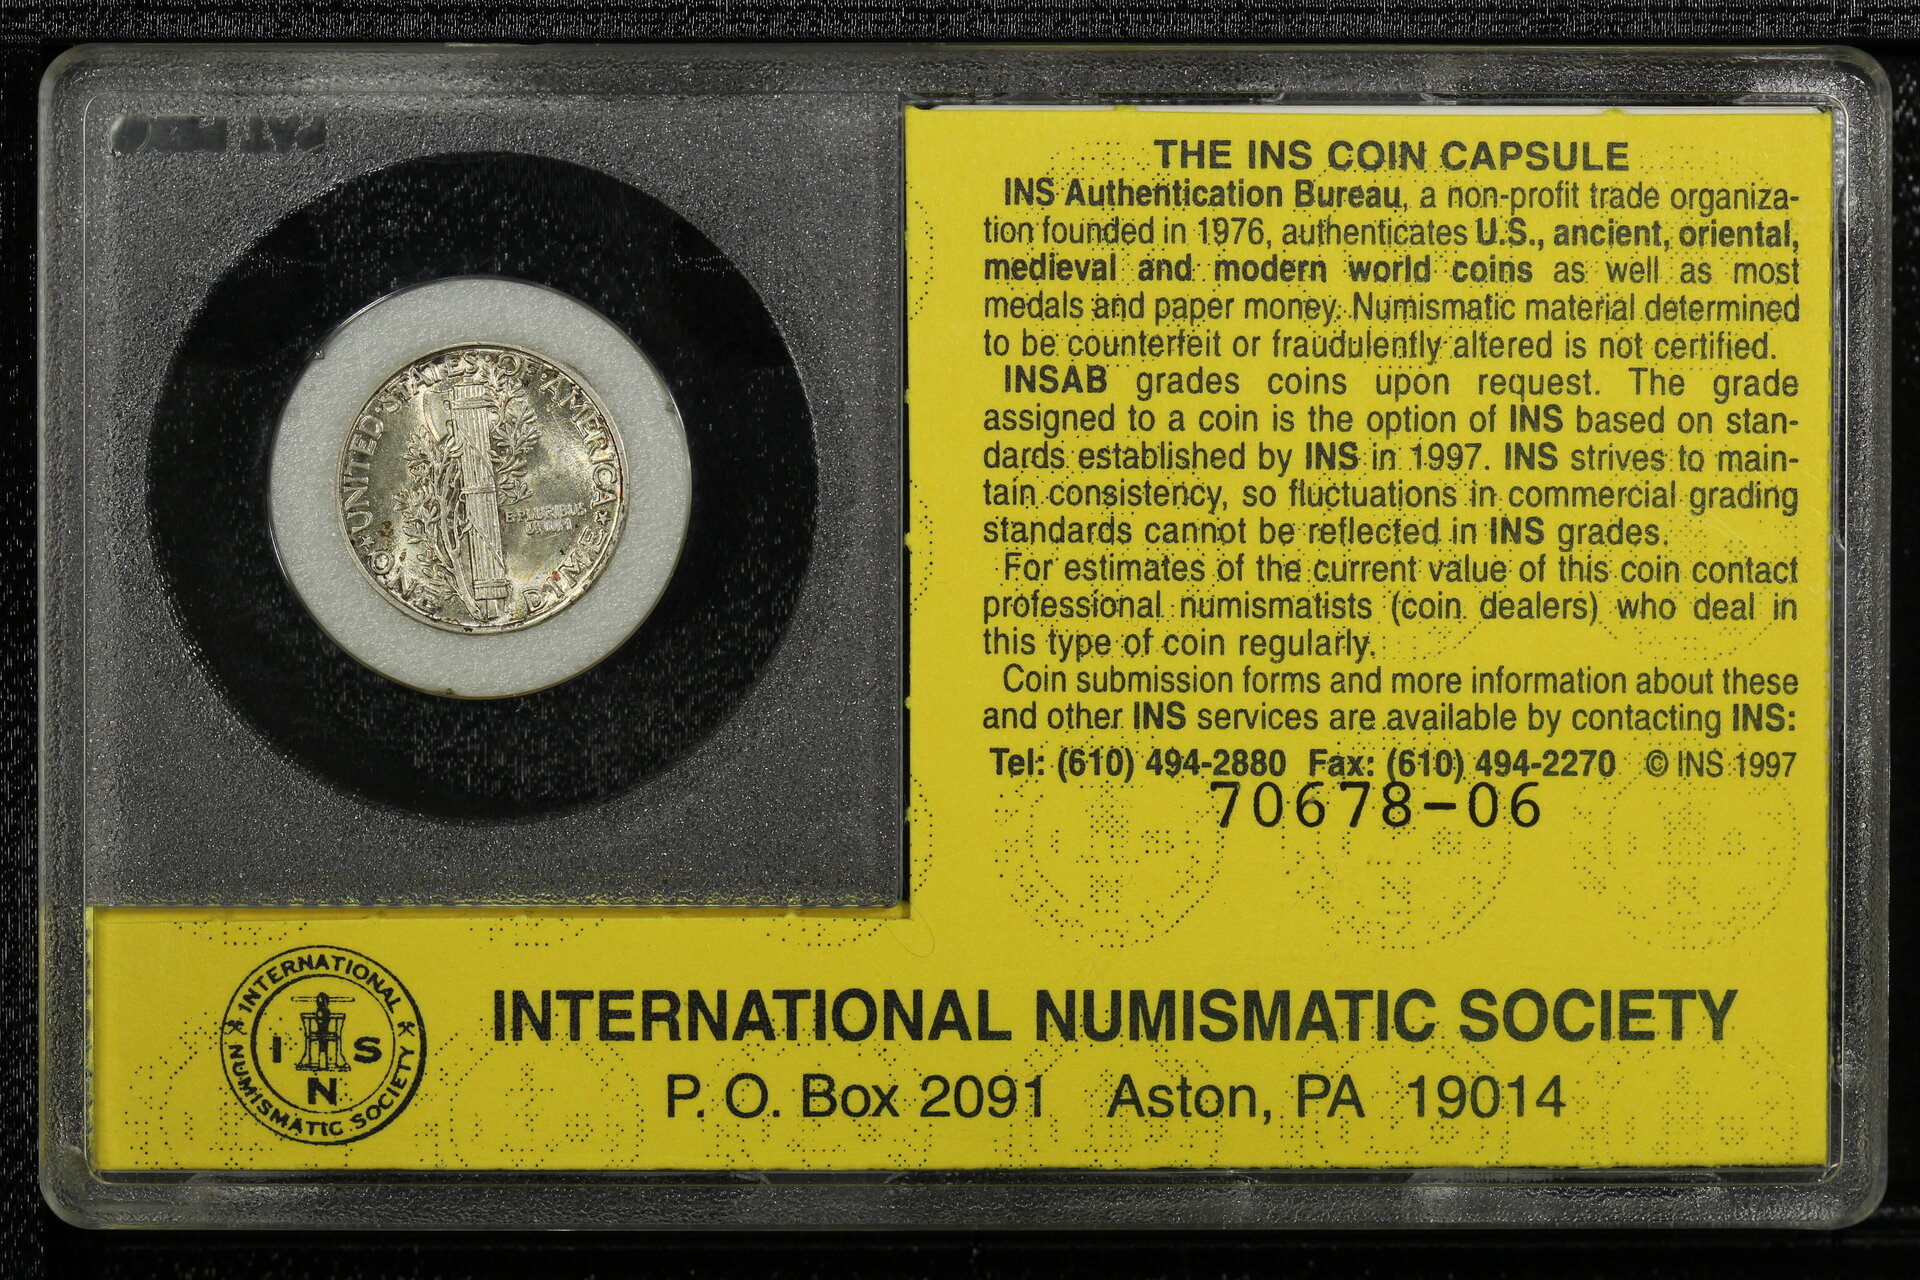 PAT PEND
UNITED·STATES·OF·AMERICA
E·PLURIBUS
UNUM
ONE DIME
THE INS COIN CAPSULE
INS Authentication Bureau, a non-profit trade organiza-
tion founded in 1976, authenticates U.S., ancient, oriental,
medieval and modern world coins as well as most
medals and paper money. Numismatic material determined
to be counterfeit or fraudulently altered is not certified.
INSAB grades coins upon request. The grade
assigned to a coin is the option of INS based on stan-
dards established by INS in 1997. INS strives to main-
tain consistency, so fluctuations in commercial grading
standards cannot be reflected in INS grades.
For estimates of the current value of this coin contact
professional numismatists (coin dealers) who deal in
this type of coin regularly.
Coin submission forms and more information about these
and other INS services are available by contacting INS:
Tel: (610) 494-2880 Fax: (610) 494-2270 © INS 1997
70678-06
INTERNATIONAL
I N S
NUMISMATIC SOCIETY
INTERNATIONAL NUMISMATIC SOCIETY
P. O. Box 2091 Aston, PA 19014